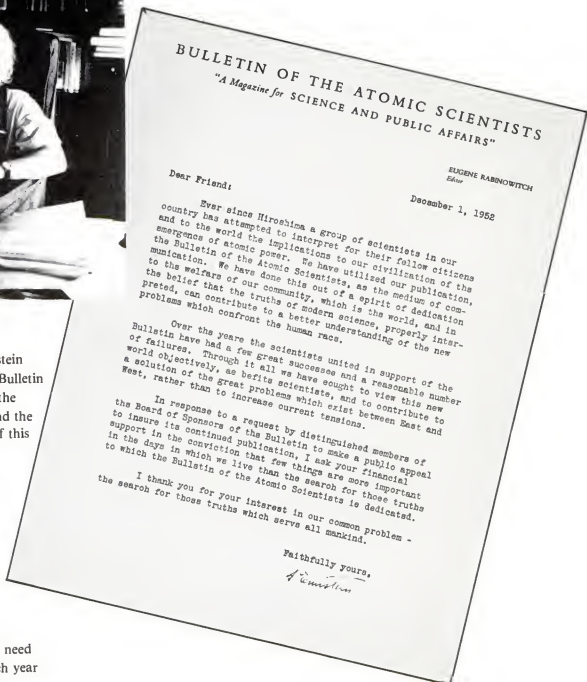 BULLETIN OF THE ATOMIC SCIENTISTS
"A Magazine for SCIENCE AND PUBLIC AFFAIRS"
EUGENE RABINOWITCH
Editor
December 1, 1952
Dear Friend:
Ever since Hiroshima a group of scientists in our
country has attempted to interpret for their fellow citizens
and to the world the implications to our civilization of the
emergence of atomic power. We have utilized our publication,
the Bulletin of the Atomic Scientists, as the medium of com-
munication. We have done this out of a spirit of dedication
to the welfare of our community, which is the world, and in
the belief that the truths of modern science, properly inter-
preted, can contribute to a better understanding of the new
problems which confront the human race.
Over the years the scientists united in support of the
Bulletin have had a few great successes and a reasonable number
of failures. Through it all we have sought to view this new
world objectively, as befits scientists, and to contribute to
a solution of the great problems which exist between East and
West, rather than to increase current tensions.
In response to a request by distinguished members of
the Board of Sponsors of the Bulletin to make a public appeal
to insure its continued publication, I ask your financial
support in the conviction that few things are more important
in the days in which we live than the search for those truths
to which the Bulletin of the Atomic Scientists is dedicated.
I thank you for your interest in our common problem -
the search for those truths which serve all mankind.
Faithfully yours,
A. Einstein
stein
Bulletin
the
nd the
f this
need
ch year